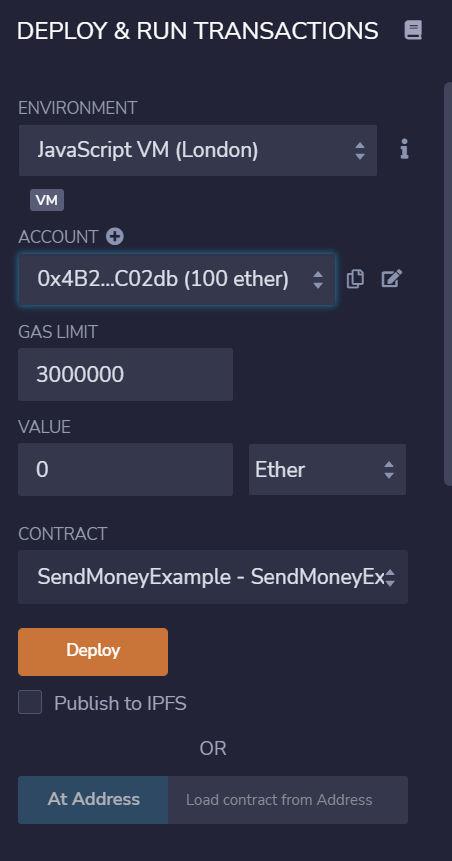 DEPLOY & RUN TRANSACTIONS
ENVIRONMENT
JavaScript VM (London)
VM
ACCOUNT
0x4B2...C02db (100 ether)
GAS LIMIT
3000000
VALUE
0 Ether
CONTRACT
SendMoneyExample - SendMoneyEx
Deploy
Publish to IPFS
OR
At Address Load contract from Address